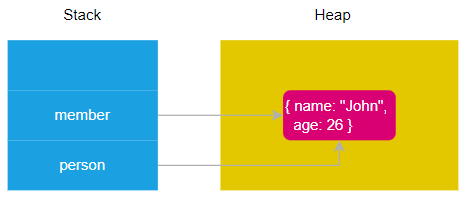 Stack
Heap
member
{ name: "John",
age: 26 }
person